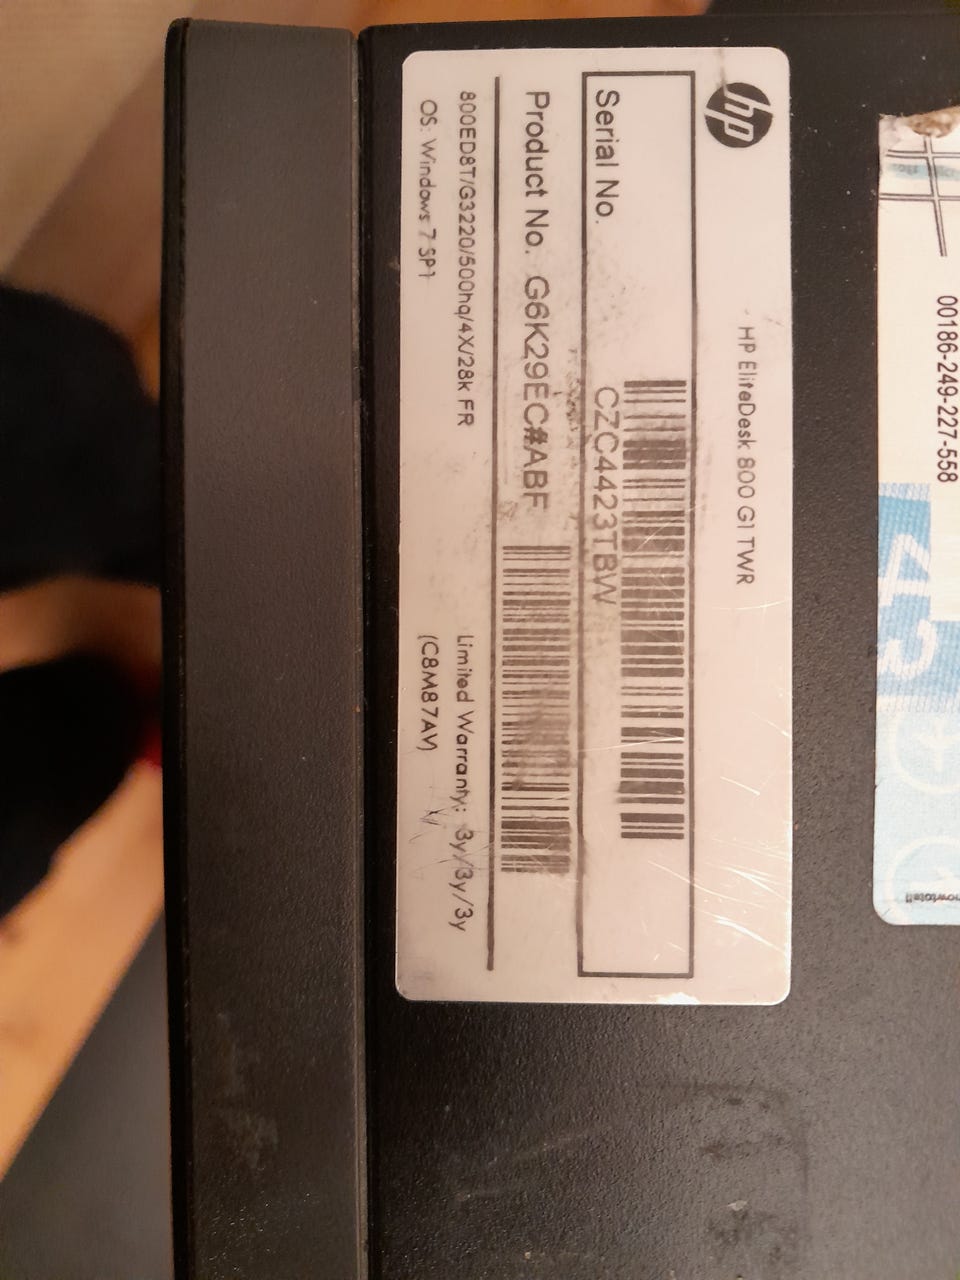 hp
HP EliteDesk 800 G1 TWR
Serial No.
CZC4423TBW
Product No. G6K29EC#ABF
800ED8T/G3220/500hq/4X/28k FR
Limited Warranty: 3y/3y/3y
OS: Windows 7 SP1
(C8M87AV)
00186-249-227-558